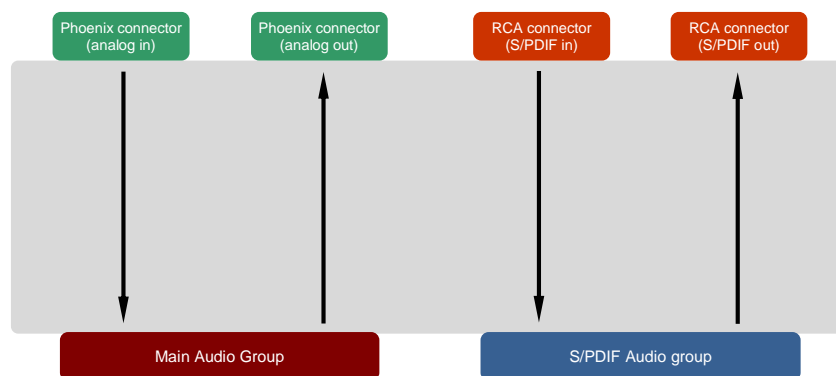 Phoenix connector
(analog in)
Phoenix connector
(analog out)
RCA connector
(S/PDIF in)
RCA connector
(S/PDIF out)
Main Audio Group
S/PDIF Audio group